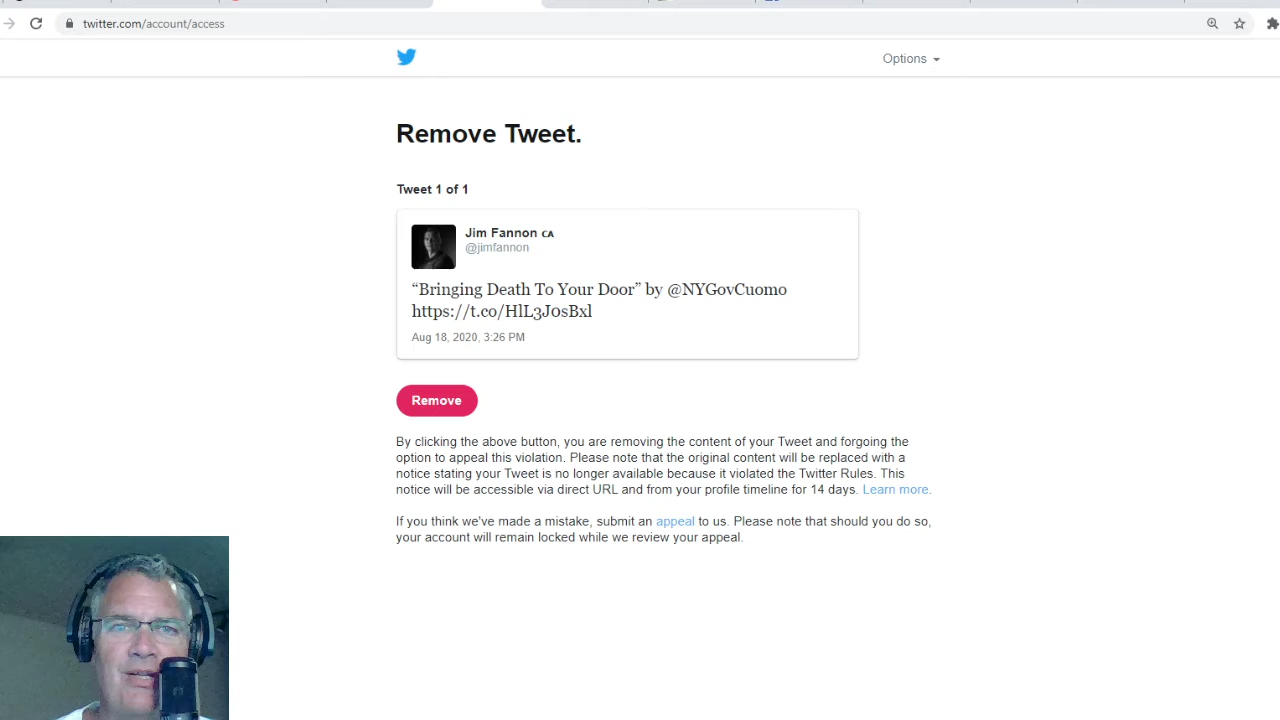 twitter.com/account/access
Options
Remove Tweet.
Tweet 1 of 1
Jim Fannon CA
@jimfannon
“Bringing Death To Your Door” by @NYGovCuomo
https://t.co/HlL3J0sBxl
Aug 18, 2020, 3:26 PM
Remove
By clicking the above button, you are removing the content of your Tweet and forgoing the
option to appeal this violation. Please note that the original content will be replaced with a
notice stating your Tweet is no longer available because it violated the Twitter Rules. This
notice will be accessible via direct URL and from your profile timeline for 14 days. Learn more.
If you think we've made a mistake, submit an appeal to us. Please note that should you do so,
your account will remain locked while we review your appeal.